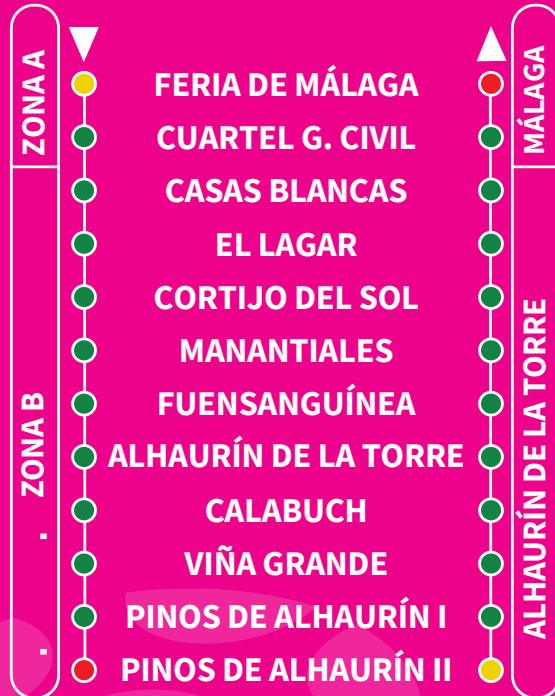 ZONA A
MÁLAGA
FERIA DE MÁLAGA
CUARTEL G. CIVIL
CASAS BLANCAS
EL LAGAR
CORTIJO DEL SOL
MANANTIALES
FUENSANGUÍNEA
ALHAURÍN DE LA TORRE
CALABUCH
VIÑA GRANDE
PINOS DE ALHAURÍN I
PINOS DE ALHAURÍN II
ZONA B
ALHAURÍN DE LA TORRE